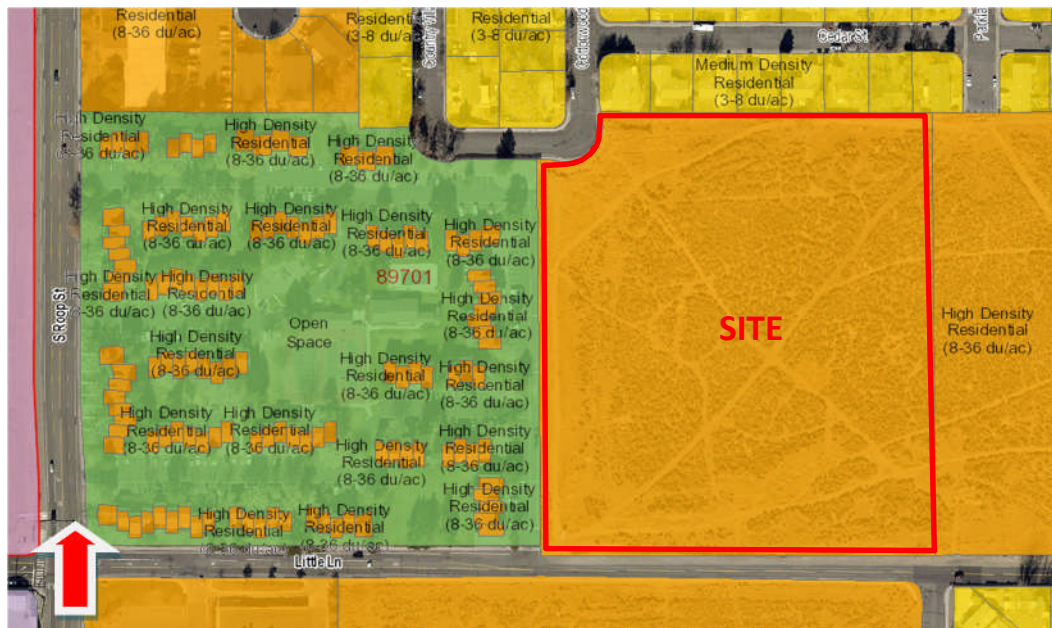 Residential
(8-36 du/ac)
Residential
(3-8 du/ac)
Residential
(3-8 du/ac)
Cedar St
Medium Density
Residential
(3-8 du/ac)
High Density
Residential
(8-36 du/ac)
High Density
Residential
(8-36 du/ac)
High Density
Residential
(8-36 du/ac)
High Density
Residential
(8-36 du/ac)
High Density
Residential
(8-36 du/ac)
High Density
Residential
(8-36 du/ac)
High Density
Residential
(8-36 du/ac)
89701
High Density
Residential
(8-36 du/ac)
High Density
Residential
(8-36 du/ac)
High Density
Residential
(8-36 du/ac)
S Roop St
Open
Space
SITE
High Density
Residential
(8-36 du/ac)
High Density
Residential
(8-36 du/ac)
High Density
Residential
(8-36 du/ac)
High Density
Residential
(8-36 du/ac)
High Density
Residential
(8-36 du/ac)
High Density
Residential
(8-36 du/ac)
High Density
Residential
(8-36 du/ac)
High Density
Residential
(8-36 du/ac)
High Density
Residential
(8-36 du/ac)
High Density
Residential
(8-36 du/ac)
High Density
Residential
(8-36 du/ac)
Little Ln